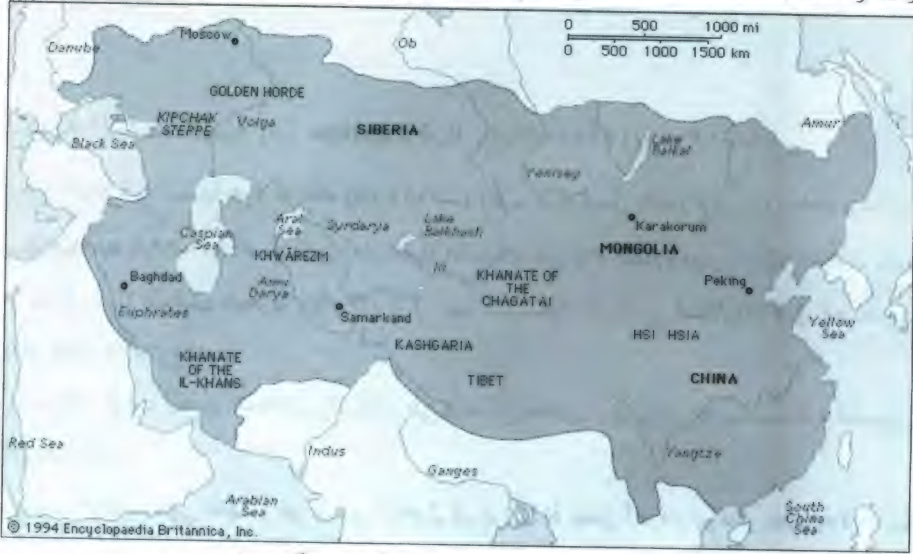 0 500 1000 mi
0 500 1000 1500 km
Moscow
Danube
Ob
GOLDEN HORDE
KIPCHAK
STEPPE
Volga
SIBERIA
Black Sea
Amur
Lake
Baikal
Yenisey
Karakorum
MONGOLIA
Caspian
Sea
Aral
Sea
Syrdarya
Lake
Balkhash
KHWĀREZM
Ili
Baghdad
Amu
Darya
KHANATE OF
THE
CHAGATAI
Peking
Euphrates
Samarkand
Yellow
Sea
KASHGARIA
HSI HSIA
KHANATE
OF THE
IL-KHANS
TIBET
CHINA
Red Sea
Indus
Ganges
Yangtze
Arabian
Sea
South
China
Sea
© 1994 Encyclopaedia Britannica, Inc.